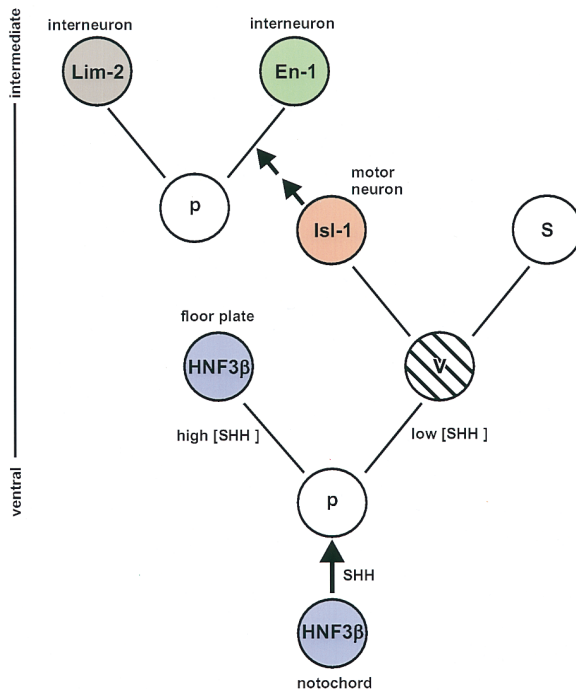 interneuron
interneuron
Lim-2
En-1
intermediate
p
motor
neuron
Isl-1
S
floor plate
HNF3β
V
high [SHH ]
low [SHH ]
ventral
p
SHH
HNF3β
notochord